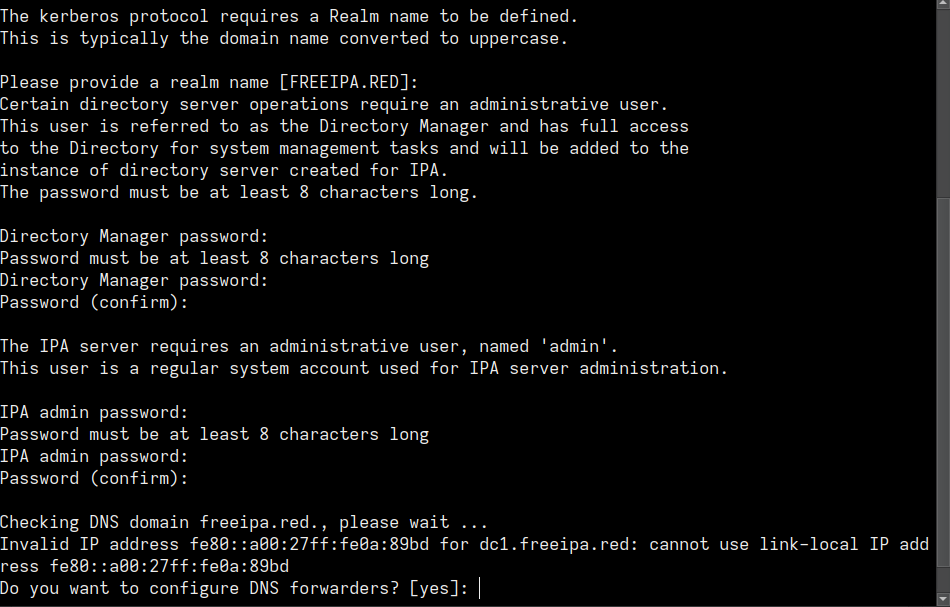 The kerberos protocol requires a Realm name to be defined.
This is typically the domain name converted to uppercase.
Please provide a realm name [FREEIPA.RED]:
Certain directory server operations require an administrative user.
This user is referred to as the Directory Manager and has full access
to the Directory for system management tasks and will be added to the
instance of directory server created for IPA.
The password must be at least 8 characters long.
Directory Manager password:
Password must be at least 8 characters long
Directory Manager password:
Password (confirm):
The IPA server requires an administrative user, named 'admin'.
This user is a regular system account used for IPA server administration.
IPA admin password:
Password must be at least 8 characters long
IPA admin password:
Password (confirm):
Checking DNS domain freeipa.red., please wait ...
Invalid IP address fe80::a00:27ff:fe0a:89bd for dc1.freeipa.red: cannot use link-local IP add
ress fe80::a00:27ff:fe0a:89bd
Do you want to configure DNS forwarders? [yes]: